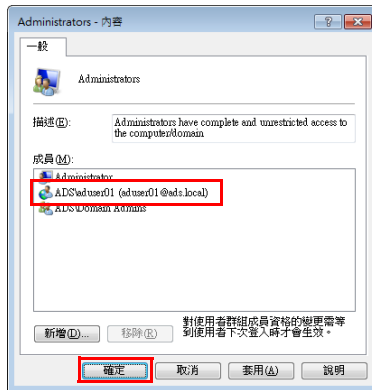 Administrators - 內容
一般
Administrators
描述(E):
Administrators have complete and unrestricted access to
the computer/domain
成員(M):
Administrator
ADS\aduser01 (aduser01@ads.local)
ADS\Domain Admins
新增(D)...
移除(R)
對使用者群組成員資格的變更需等
到使用者下次登入時才會生效。
確定
取消
套用(A)
說明